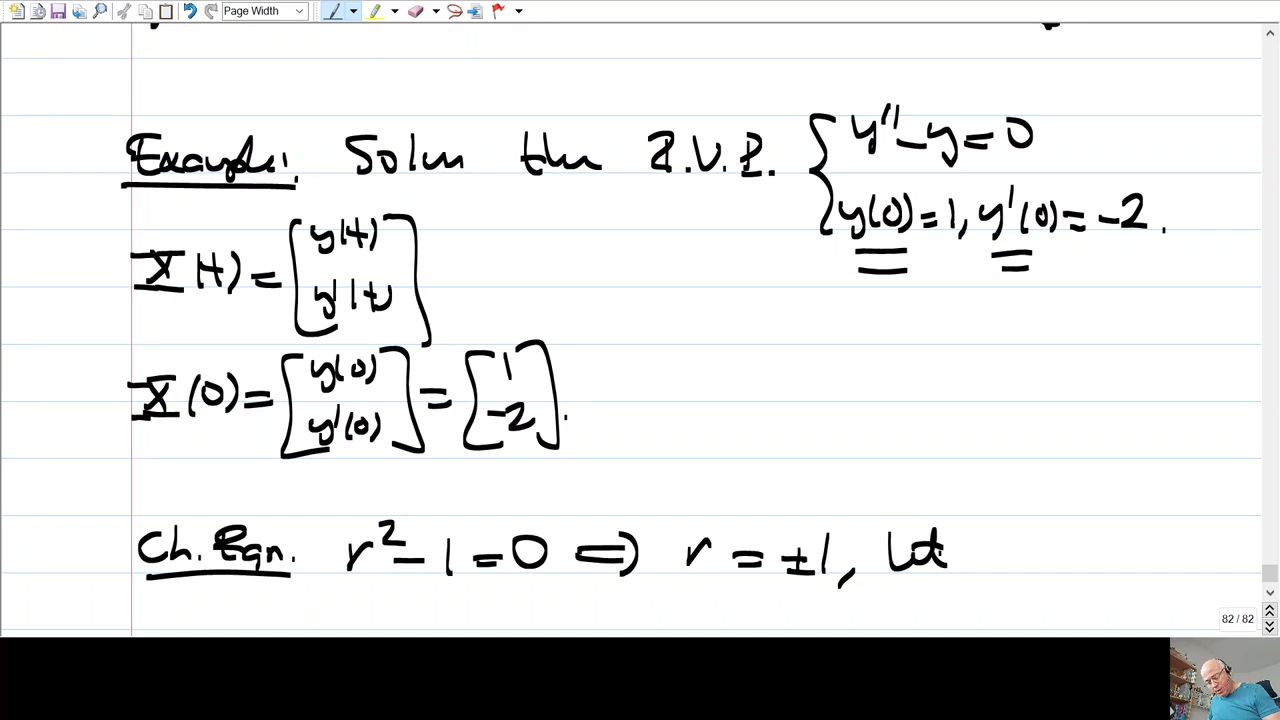 Page Width
Example: Solve the I.V.P. { y'' - y = 0
y(0) = 1, y'(0) = -2.
X(t) = [ y(t)
y'(t) ]
X(0) = [ y(0)
y'(0) ] = [ 1
-2 ].
Ch. Eqn. r² - 1 = 0 ⟺ r = ±1, Let
82 / 82